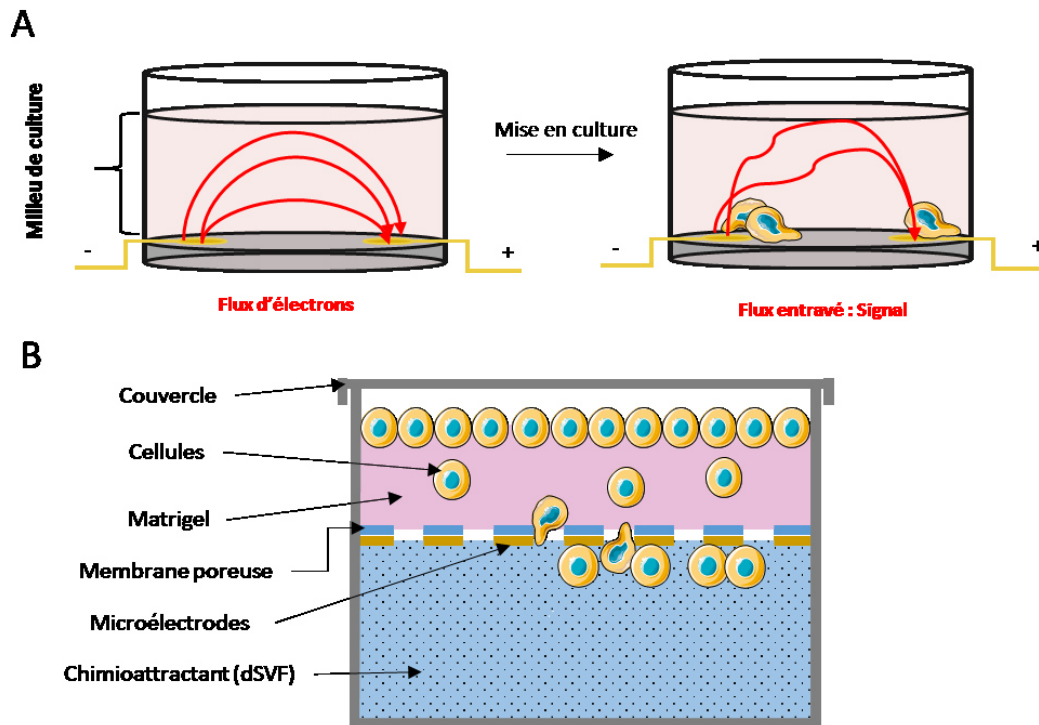 A
Milieu de culture
Mise en culture
-
+
-
+
Flux d'électrons
Flux entravé : Signal
B
Couvercle
Cellules
Matrigel
Membrane poreuse
Microélectrodes
Chimioattractant (dSVF)